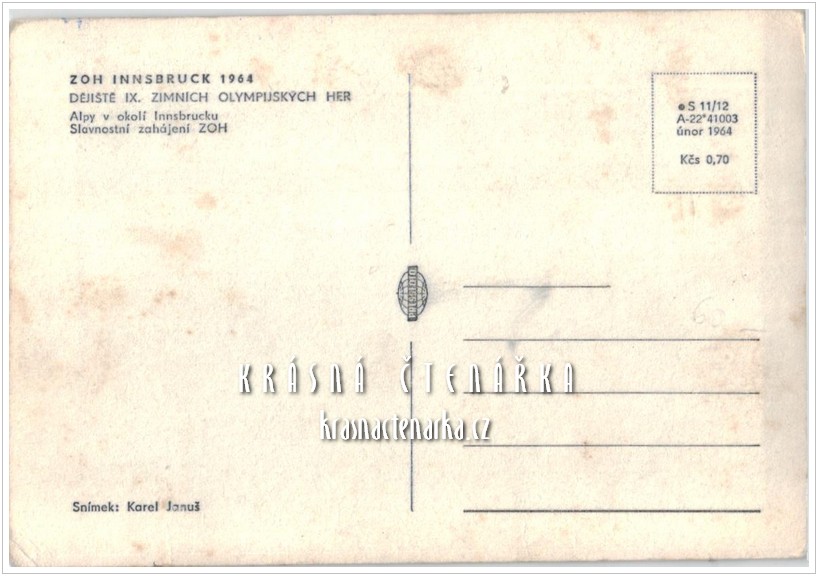 ZOH INNSBRUCK 1964
DĚJIŠTĚ IX. ZIMNÍCH OLYMPIJSKÝCH HER
Alpy v okolí Innsbrucku
Slavnostní zahájení ZOH
S 11/12
A-22*41003
únor 1964
Kčs 0,70
KRÁSNÁ ČTENÁŘKA
krasnactenarka.cz
Snímek: Karel Januš